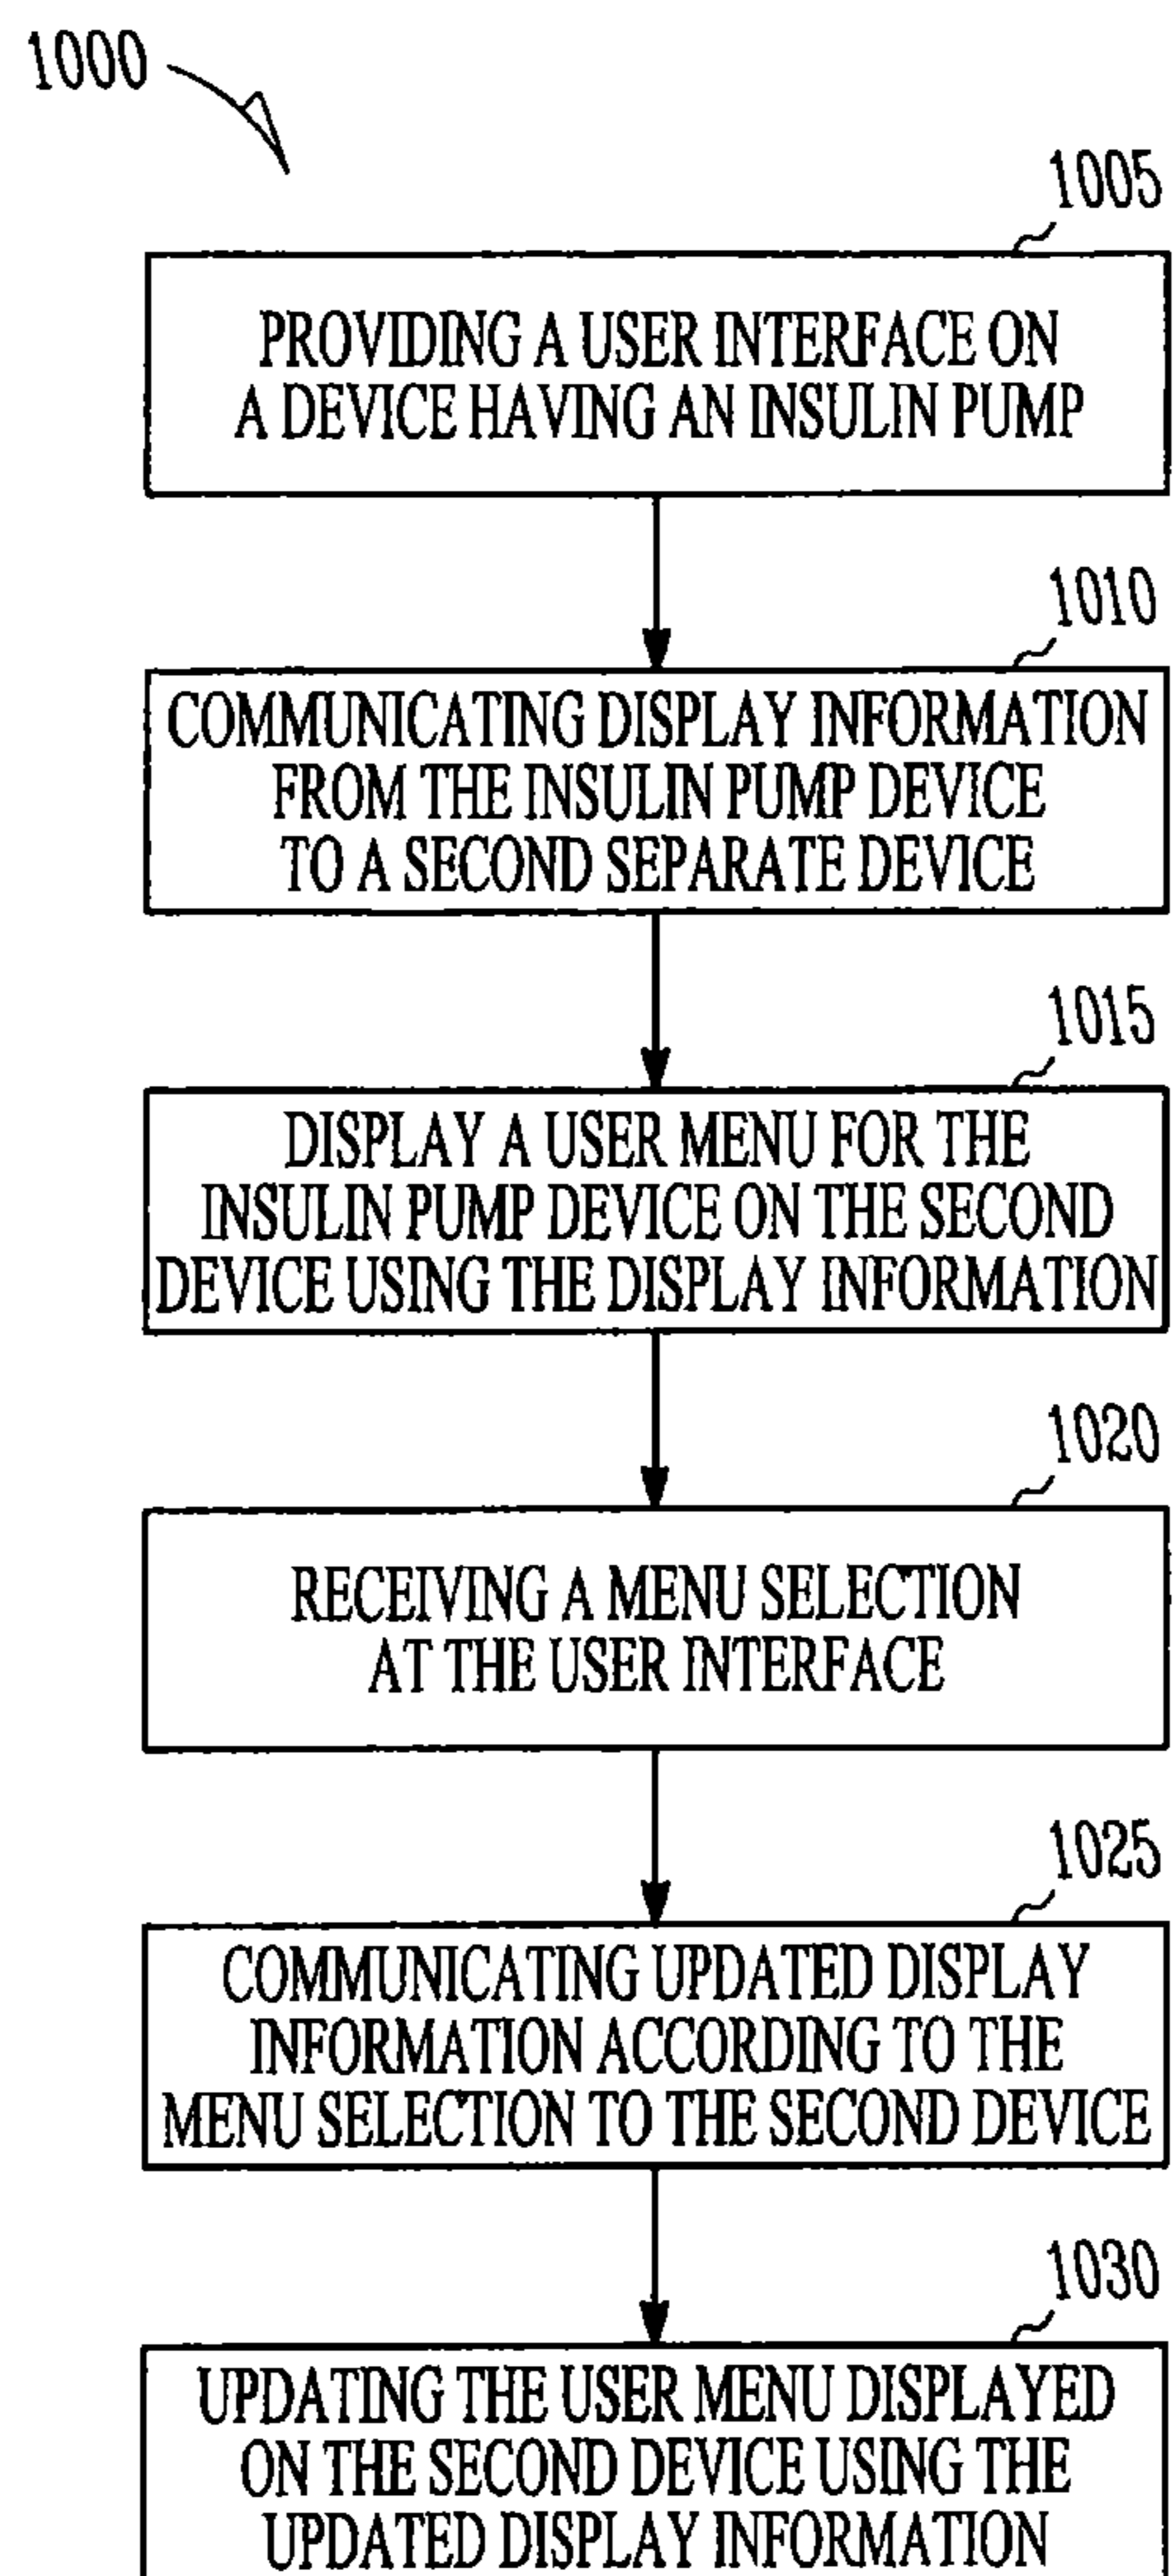 1000
1005
PROVIDING A USER INTERFACE ON
A DEVICE HAVING AN INSULIN PUMP
1010
COMMUNICATING DISPLAY INFORMATION
FROM THE INSULIN PUMP DEVICE
TO A SECOND SEPARATE DEVICE
1015
DISPLAY A USER MENU FOR THE
INSULIN PUMP DEVICE ON THE SECOND
DEVICE USING THE DISPLAY INFORMATION
1020
RECEIVING A MENU SELECTION
AT THE USER INTERFACE
1025
COMMUNICATING UPDATED DISPLAY
INFORMATION ACCORDING TO THE
MENU SELECTION TO THE SECOND DEVICE
1030
UPDATING THE USER MENU DISPLAYED
ON THE SECOND DEVICE USING THE
UPDATED DISPLAY INFORMATION